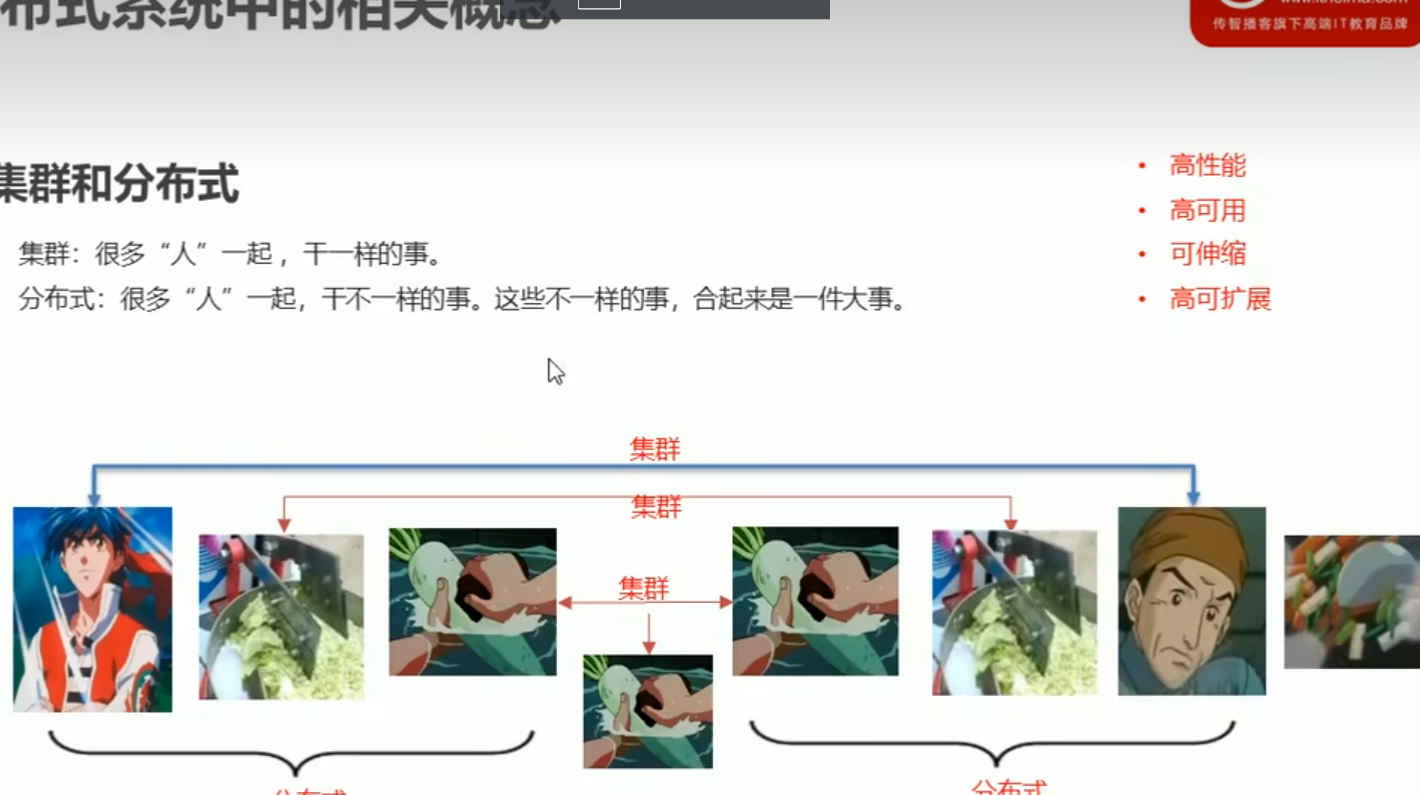 布式系统中的相关概念
传智播客旗下高端IT教育品牌
集群和分布式
集群：很多“人”一起，干一样的事。
分布式：很多“人”一起，干不一样的事。这些不一样的事，合起来是一件大事。
• 高性能
• 高可用
• 可伸缩
• 高可扩展
集群
集群
集群
分布式
分布式